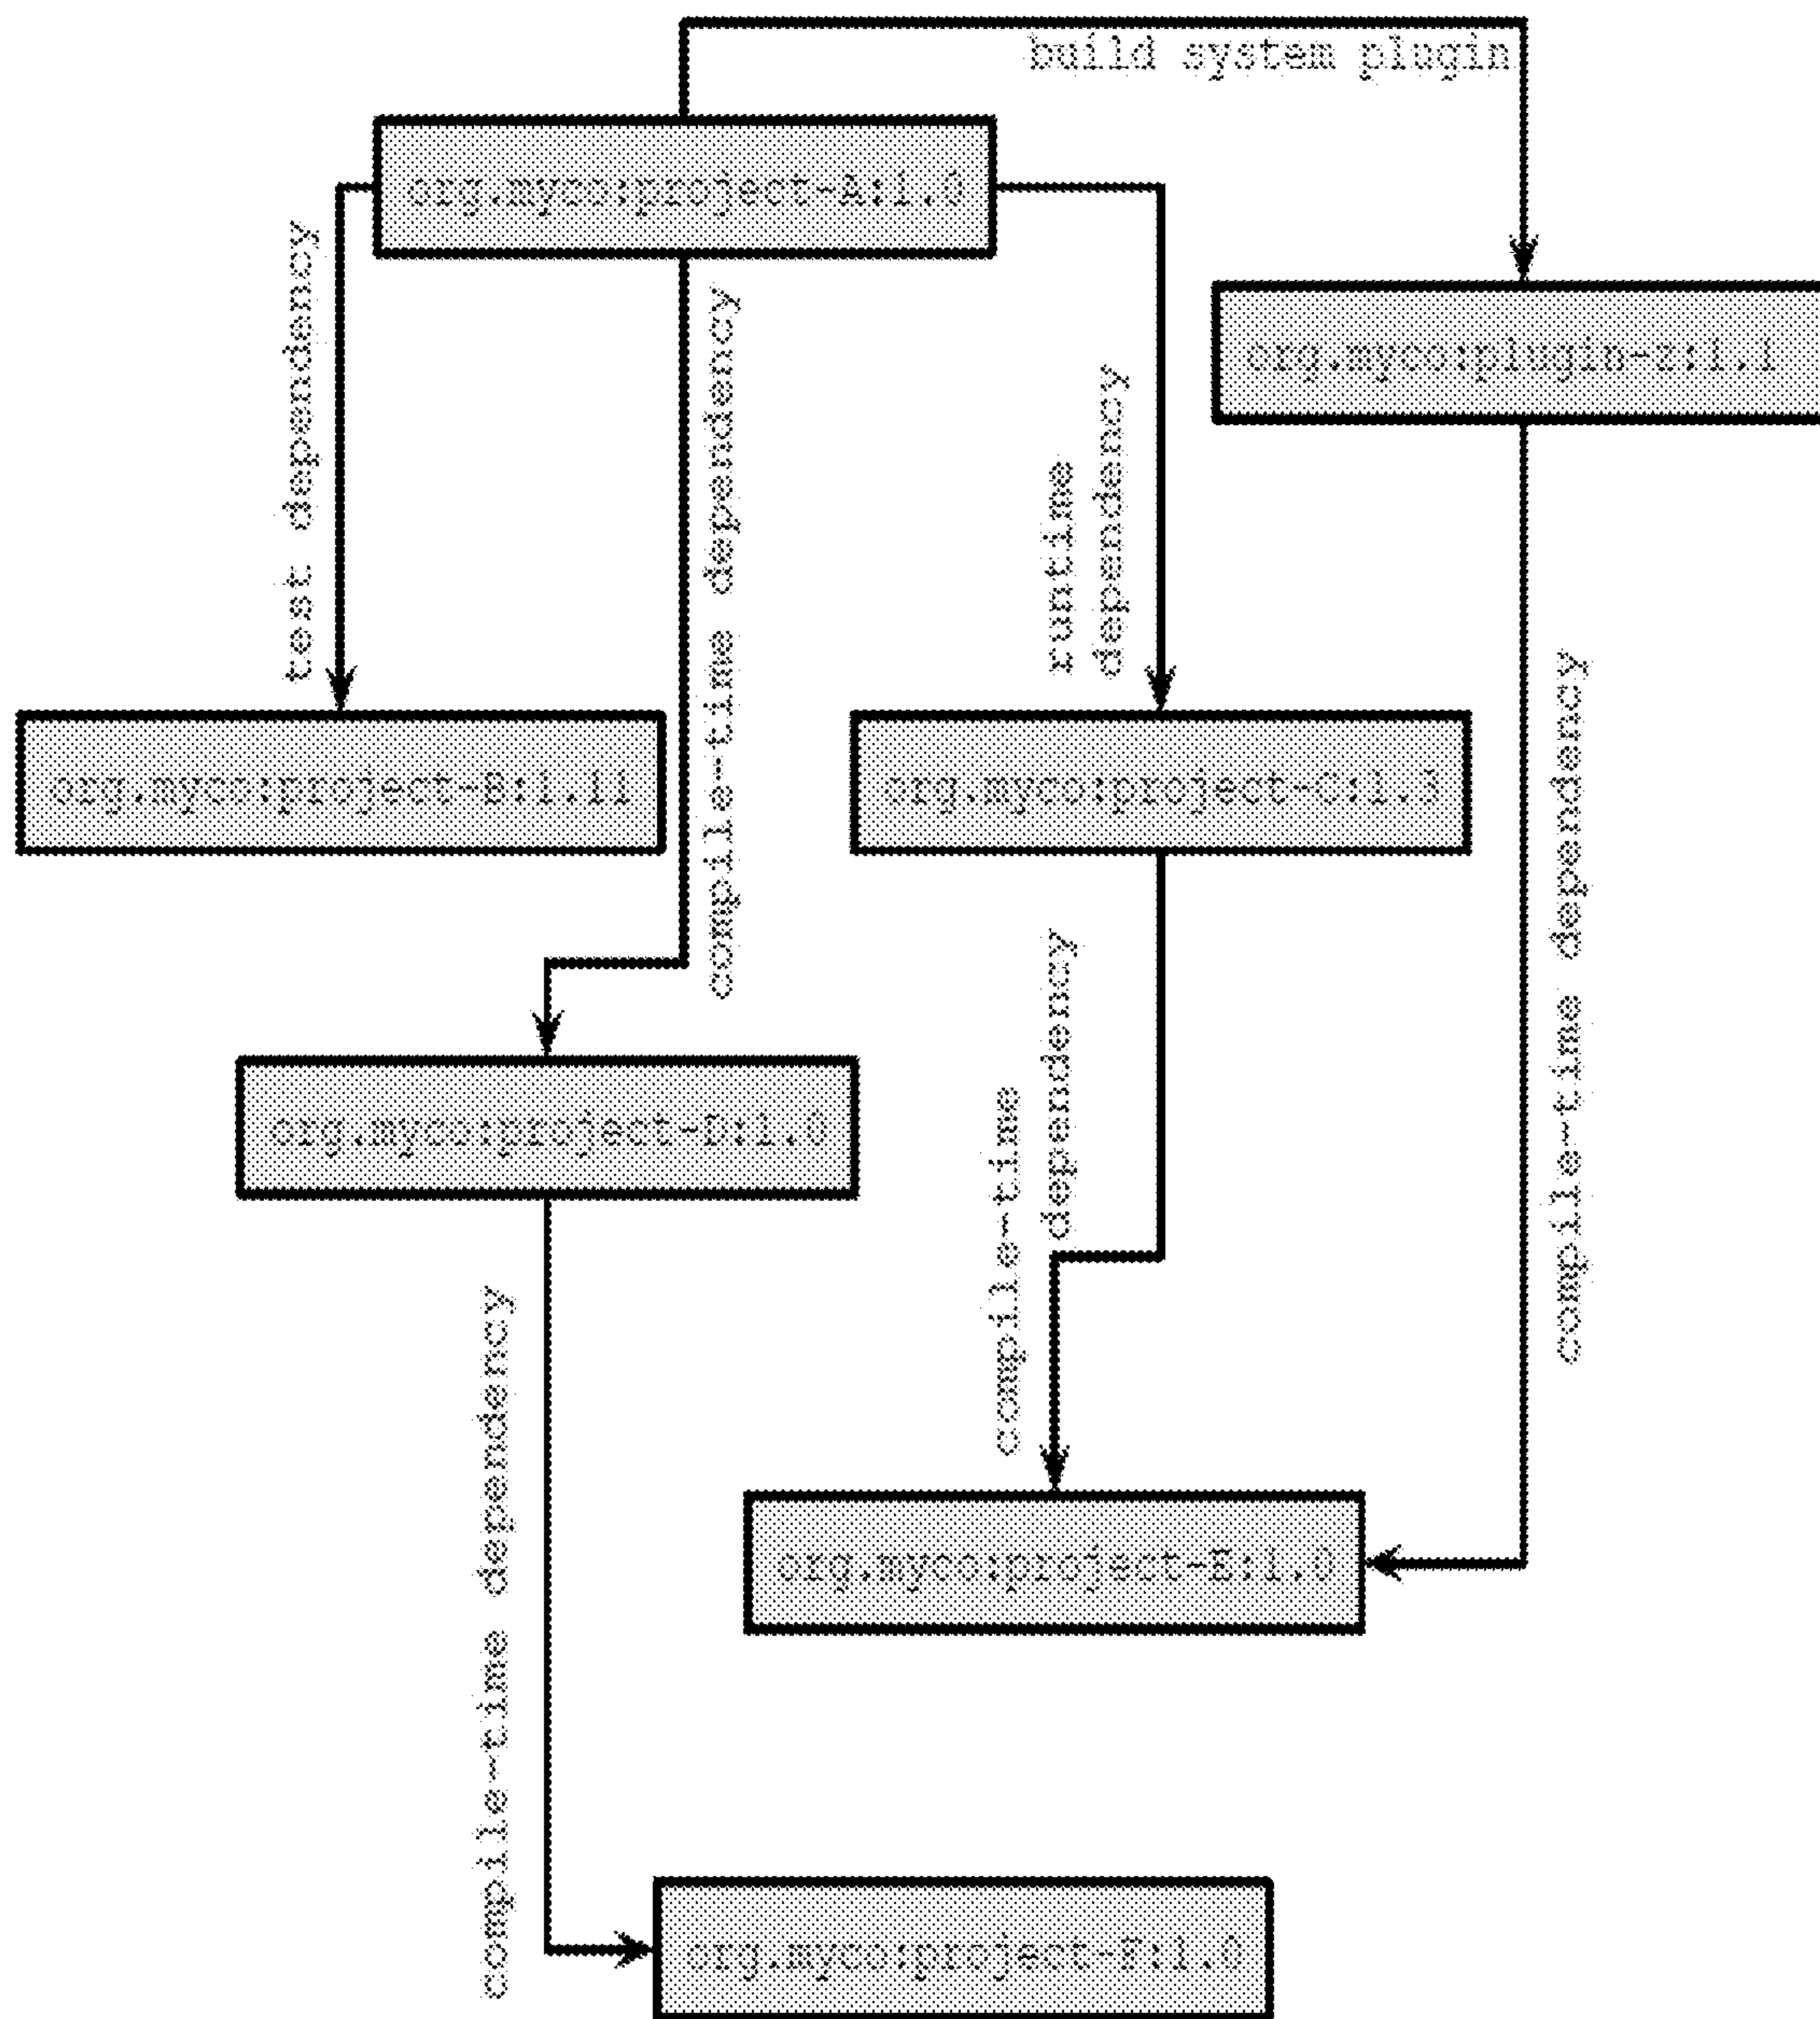 build system plugin
org.myco:project-A:1.0
test dependency
compile-time dependency
runtime
dependency
org.myco:plugin-z:1.1
org.myco:project-B:1.11
org.myco:project-C:1.3
compile-time dependency
compile-time
dependency
org.myco:project-D:1.0
compile-time dependency
org.myco:project-E:1.0
org.myco:project-F:1.0